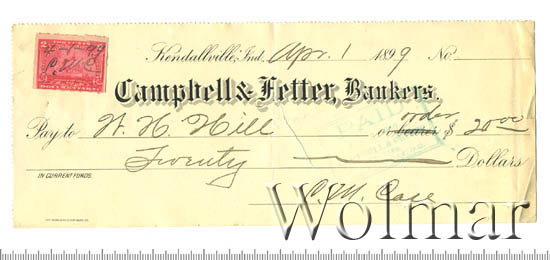 Kendallville, Ind. Apr. 1 1899 No
Campbell & Fetter, Bankers.
order
Pay to W. H. Hill or bearer $ 20.00
Twenty Dollars
IN CURRENT FUNDS.
C. M. Case
Wolmar